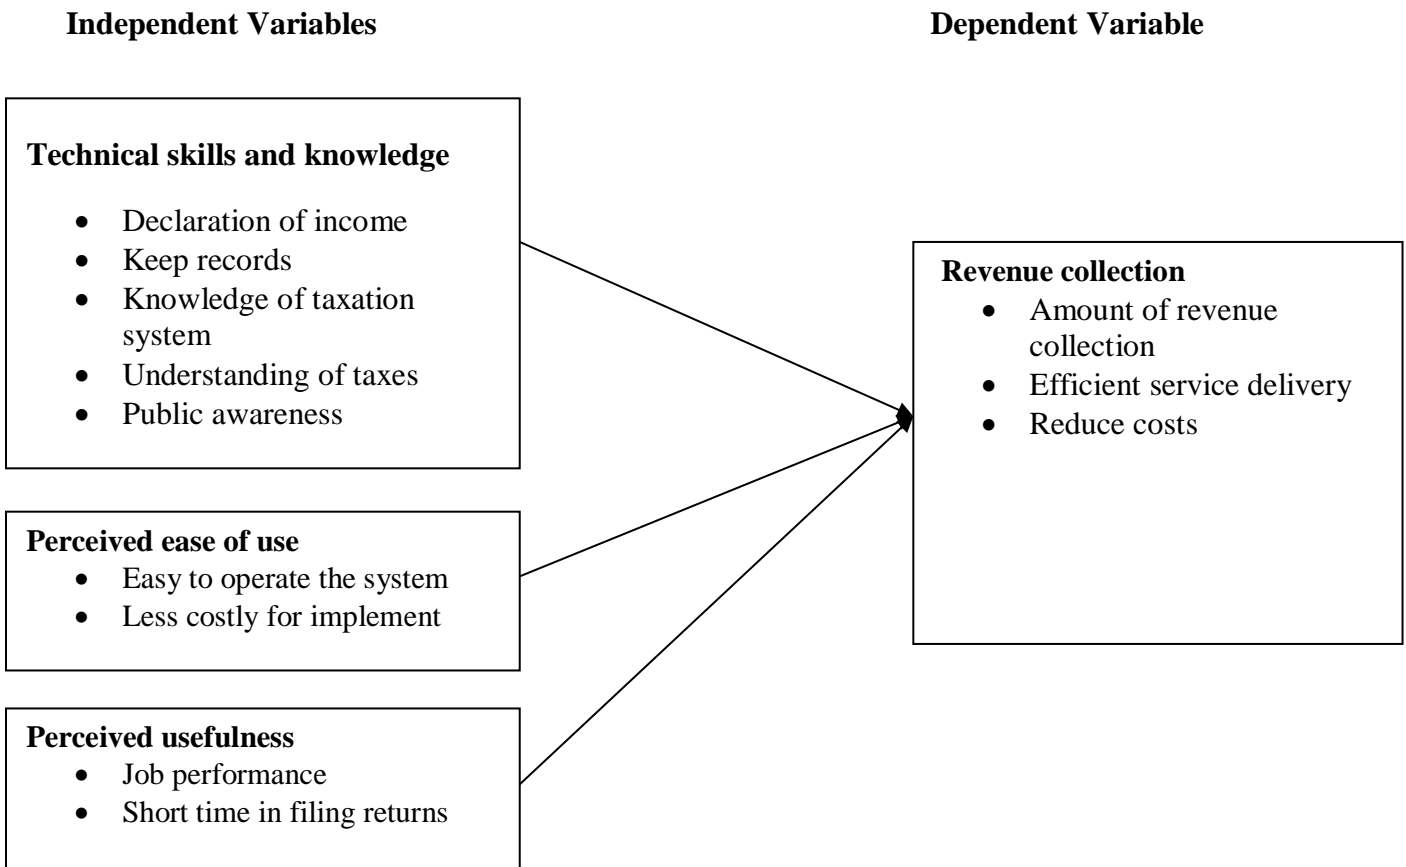 Independent Variables
Dependent Variable
Technical skills and knowledge
• Declaration of income
• Keep records
• Knowledge of taxation
system
• Understanding of taxes
• Public awareness
Perceived ease of use
• Easy to operate the system
• Less costly for implement
Perceived usefulness
• Job performance
• Short time in filing returns
Revenue collection
• Amount of revenue
collection
• Efficient service delivery
• Reduce costs